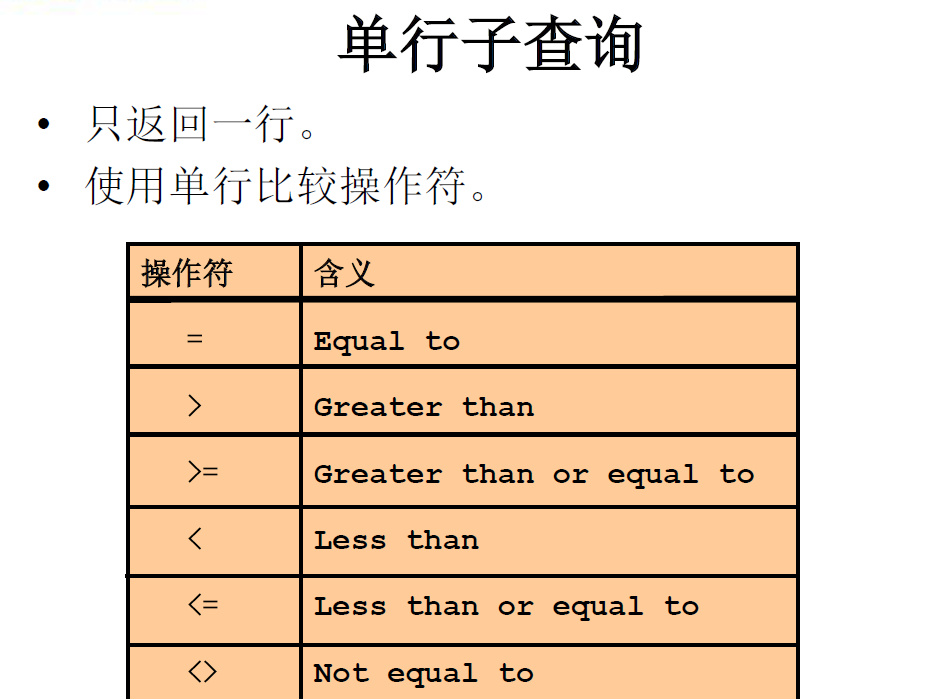 单行子查询
• 只返回一行。
• 使用单行比较操作符。
操作符 含义
= Equal to
> Greater than
>= Greater than or equal to
< Less than
<= Less than or equal to
<> Not equal to